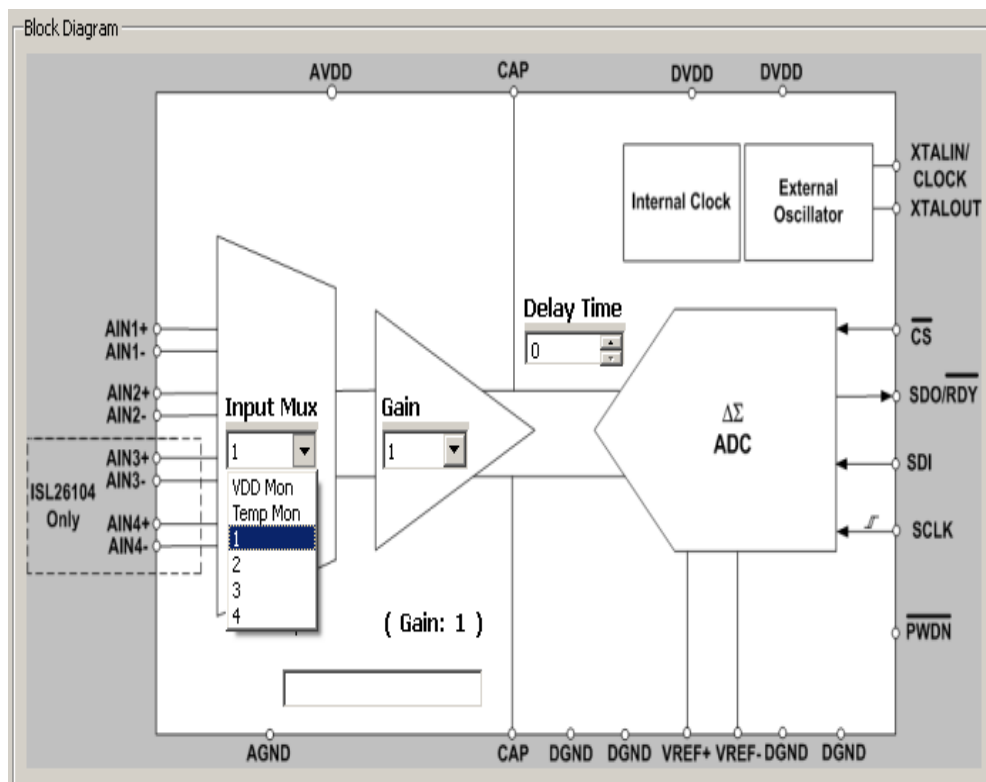 Block Diagram
AVDD
CAP
DVDD
DVDD
Internal Clock
External
Oscillator
XTALIN/
CLOCK
XTALOUT
AIN1+
AIN1-
AIN2+
AIN2-
ISL26104
Only
AIN3+
AIN3-
AIN4+
AIN4-
Input Mux
1
VDD Mon
Temp Mon
1
2
3
4
Gain
1
( Gain: 1 )
Delay Time
0
ΔΣ
ADC
CS
SDO/RDY
SDI
SCLK
PWDN
AGND
CAP
DGND
DGND
VREF+
VREF-
DGND
DGND